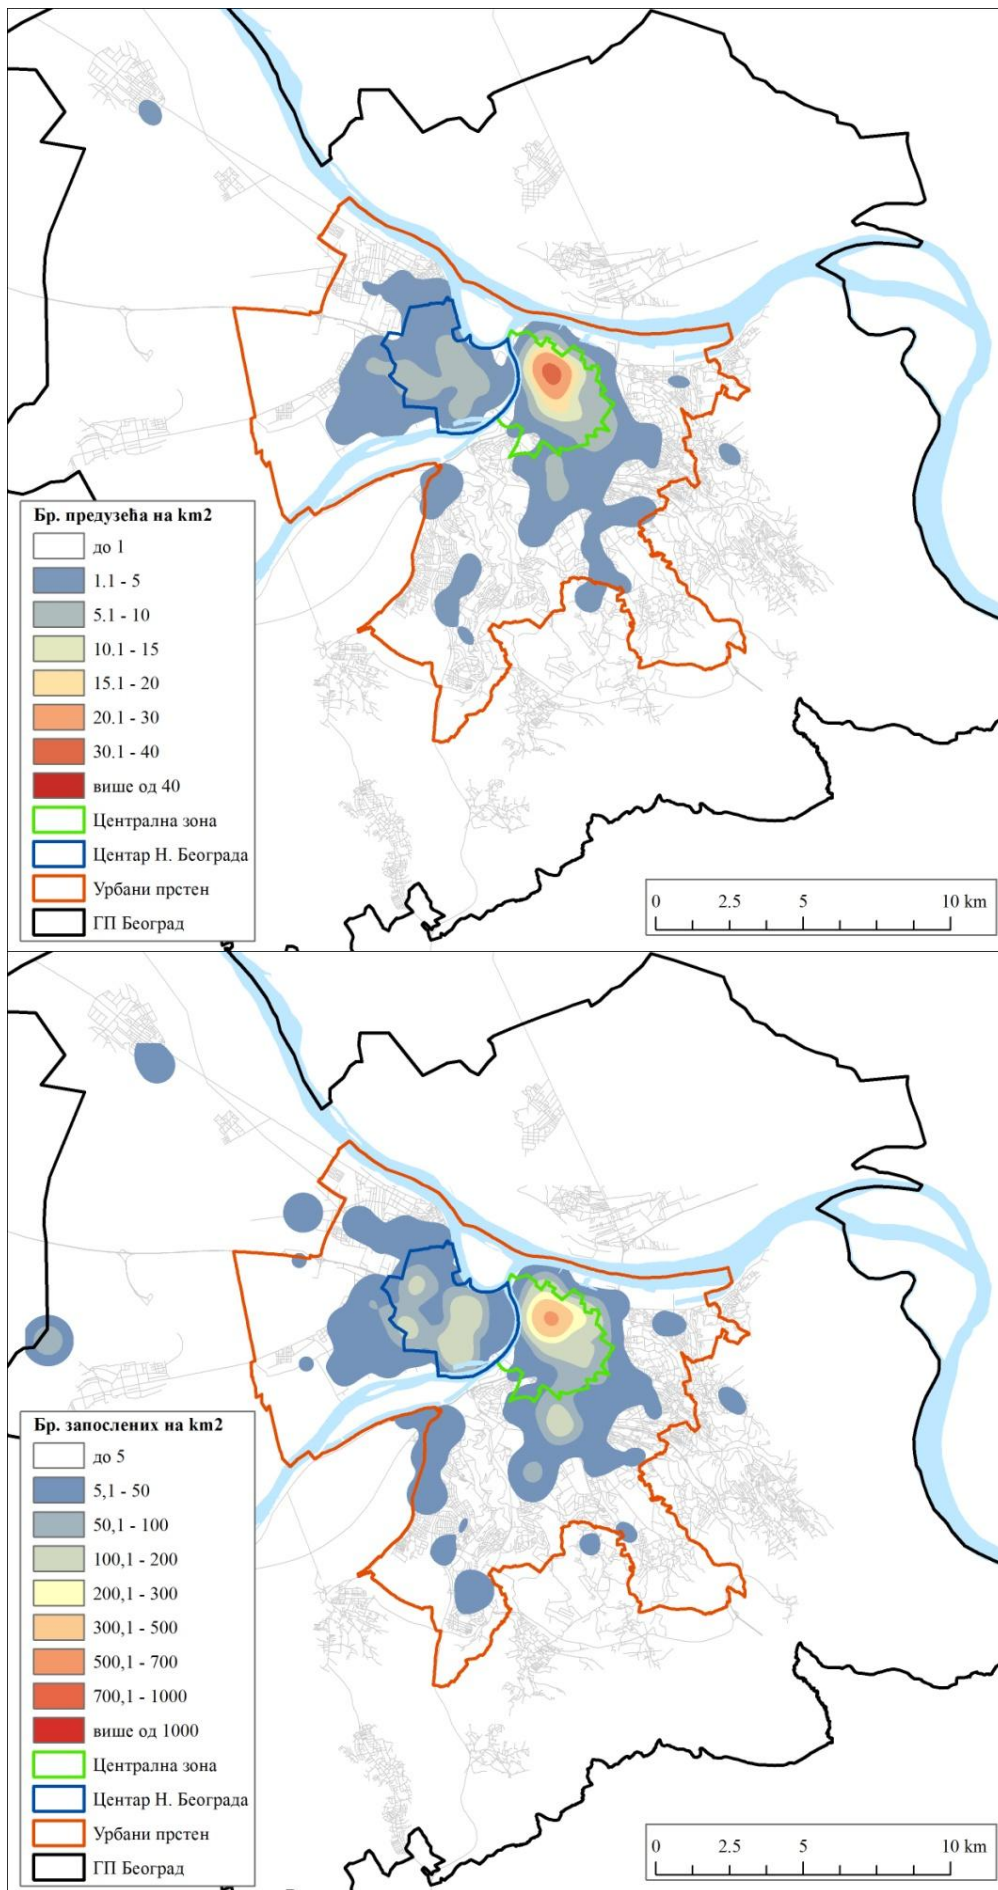 Бр. предузећа на km2
до 1
1.1 - 5
5.1 - 10
10.1 - 15
15.1 - 20
20.1 - 30
30.1 - 40
више од 40
Централна зона
Центар Н. Београда
Урбани прстен
ГП Београд
0 2.5 5 10 km
Бр. запослених на km2
до 5
5,1 - 50
50,1 - 100
100,1 - 200
200,1 - 300
300,1 - 500
500,1 - 700
700,1 - 1000
више од 1000
Централна зона
Центар Н. Београда
Урбани прстен
ГП Београд
0 2.5 5 10 km